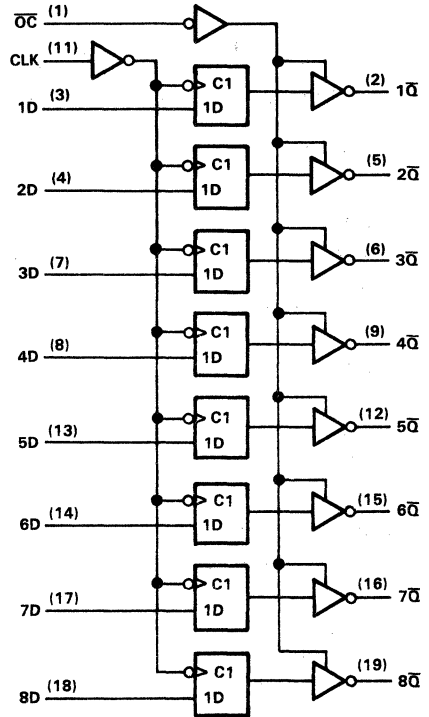 O̅C̅ (1)
CLK (11)
C1
(2)
1Q̅
1D (3)
1D
C1
(5)
2Q̅
2D (4)
1D
C1
(6)
3Q̅
3D (7)
1D
C1
(9)
4Q̅
4D (8)
1D
C1
(12)
5Q̅
5D (13)
1D
C1
(15)
6Q̅
6D (14)
1D
C1
(16)
7Q̅
7D (17)
1D
C1
(19)
8Q̅
8D (18)
1D